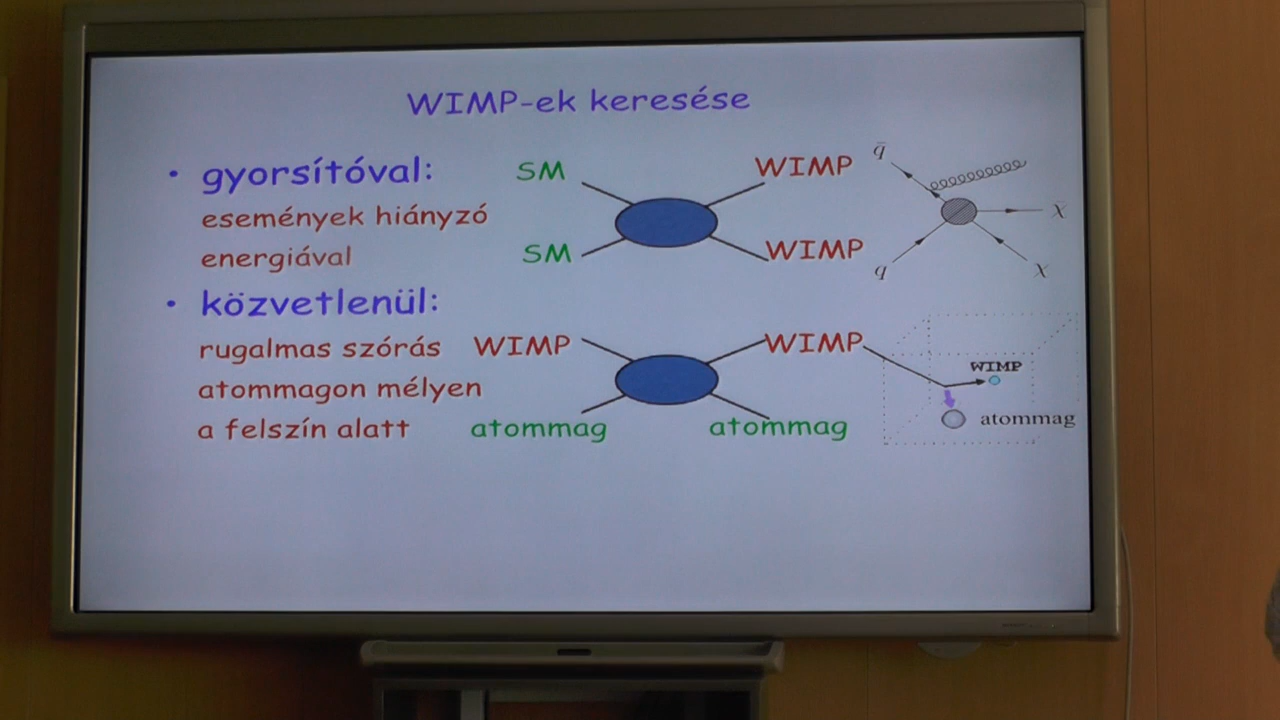 WIMP-ek keresése
• gyorsítóval:
események hiányzó
energiával
SM WIMP
SM WIMP
q̄
χ
q χ
• közvetlenül:
rugalmas szórás
atommagon mélyen
a felszín alatt
WIMP WIMP
atommag atommag
WIMP
atommag